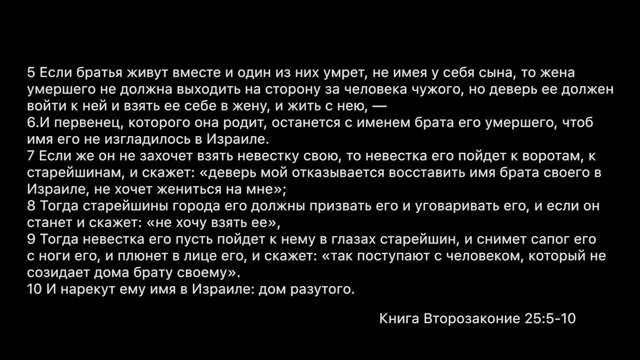 5 Если братья живут вместе и один из них умрет, не имея у себя сына, то жена
умершего не должна выходить на сторону за человека чужого, но деверь ее должен
войти к ней и взять ее себе в жену, и жить с нею, —
6.И первенец, которого она родит, останется с именем брата его умершего, чтоб
имя его не изгладилось в Израиле.
7 Если же он не захочет взять невестку свою, то невестка его пойдет к воротам, к
старейшинам, и скажет: «деверь мой отказывается восставить имя брата своего в
Израиле, не хочет жениться на мне»;
8 Тогда старейшины города его должны призвать его и уговаривать его, и если он
станет и скажет: «не хочу взять ее»,
9 Тогда невестка его пусть пойдет к нему в глазах старейшин, и снимет сапог его
с ноги его, и плюнет в лице его, и скажет: «так поступают с человеком, который не
созидает дома брату своему».
10 И нарекут ему имя в Израиле: дом разутого.
Книга Второзаконие 25:5-10